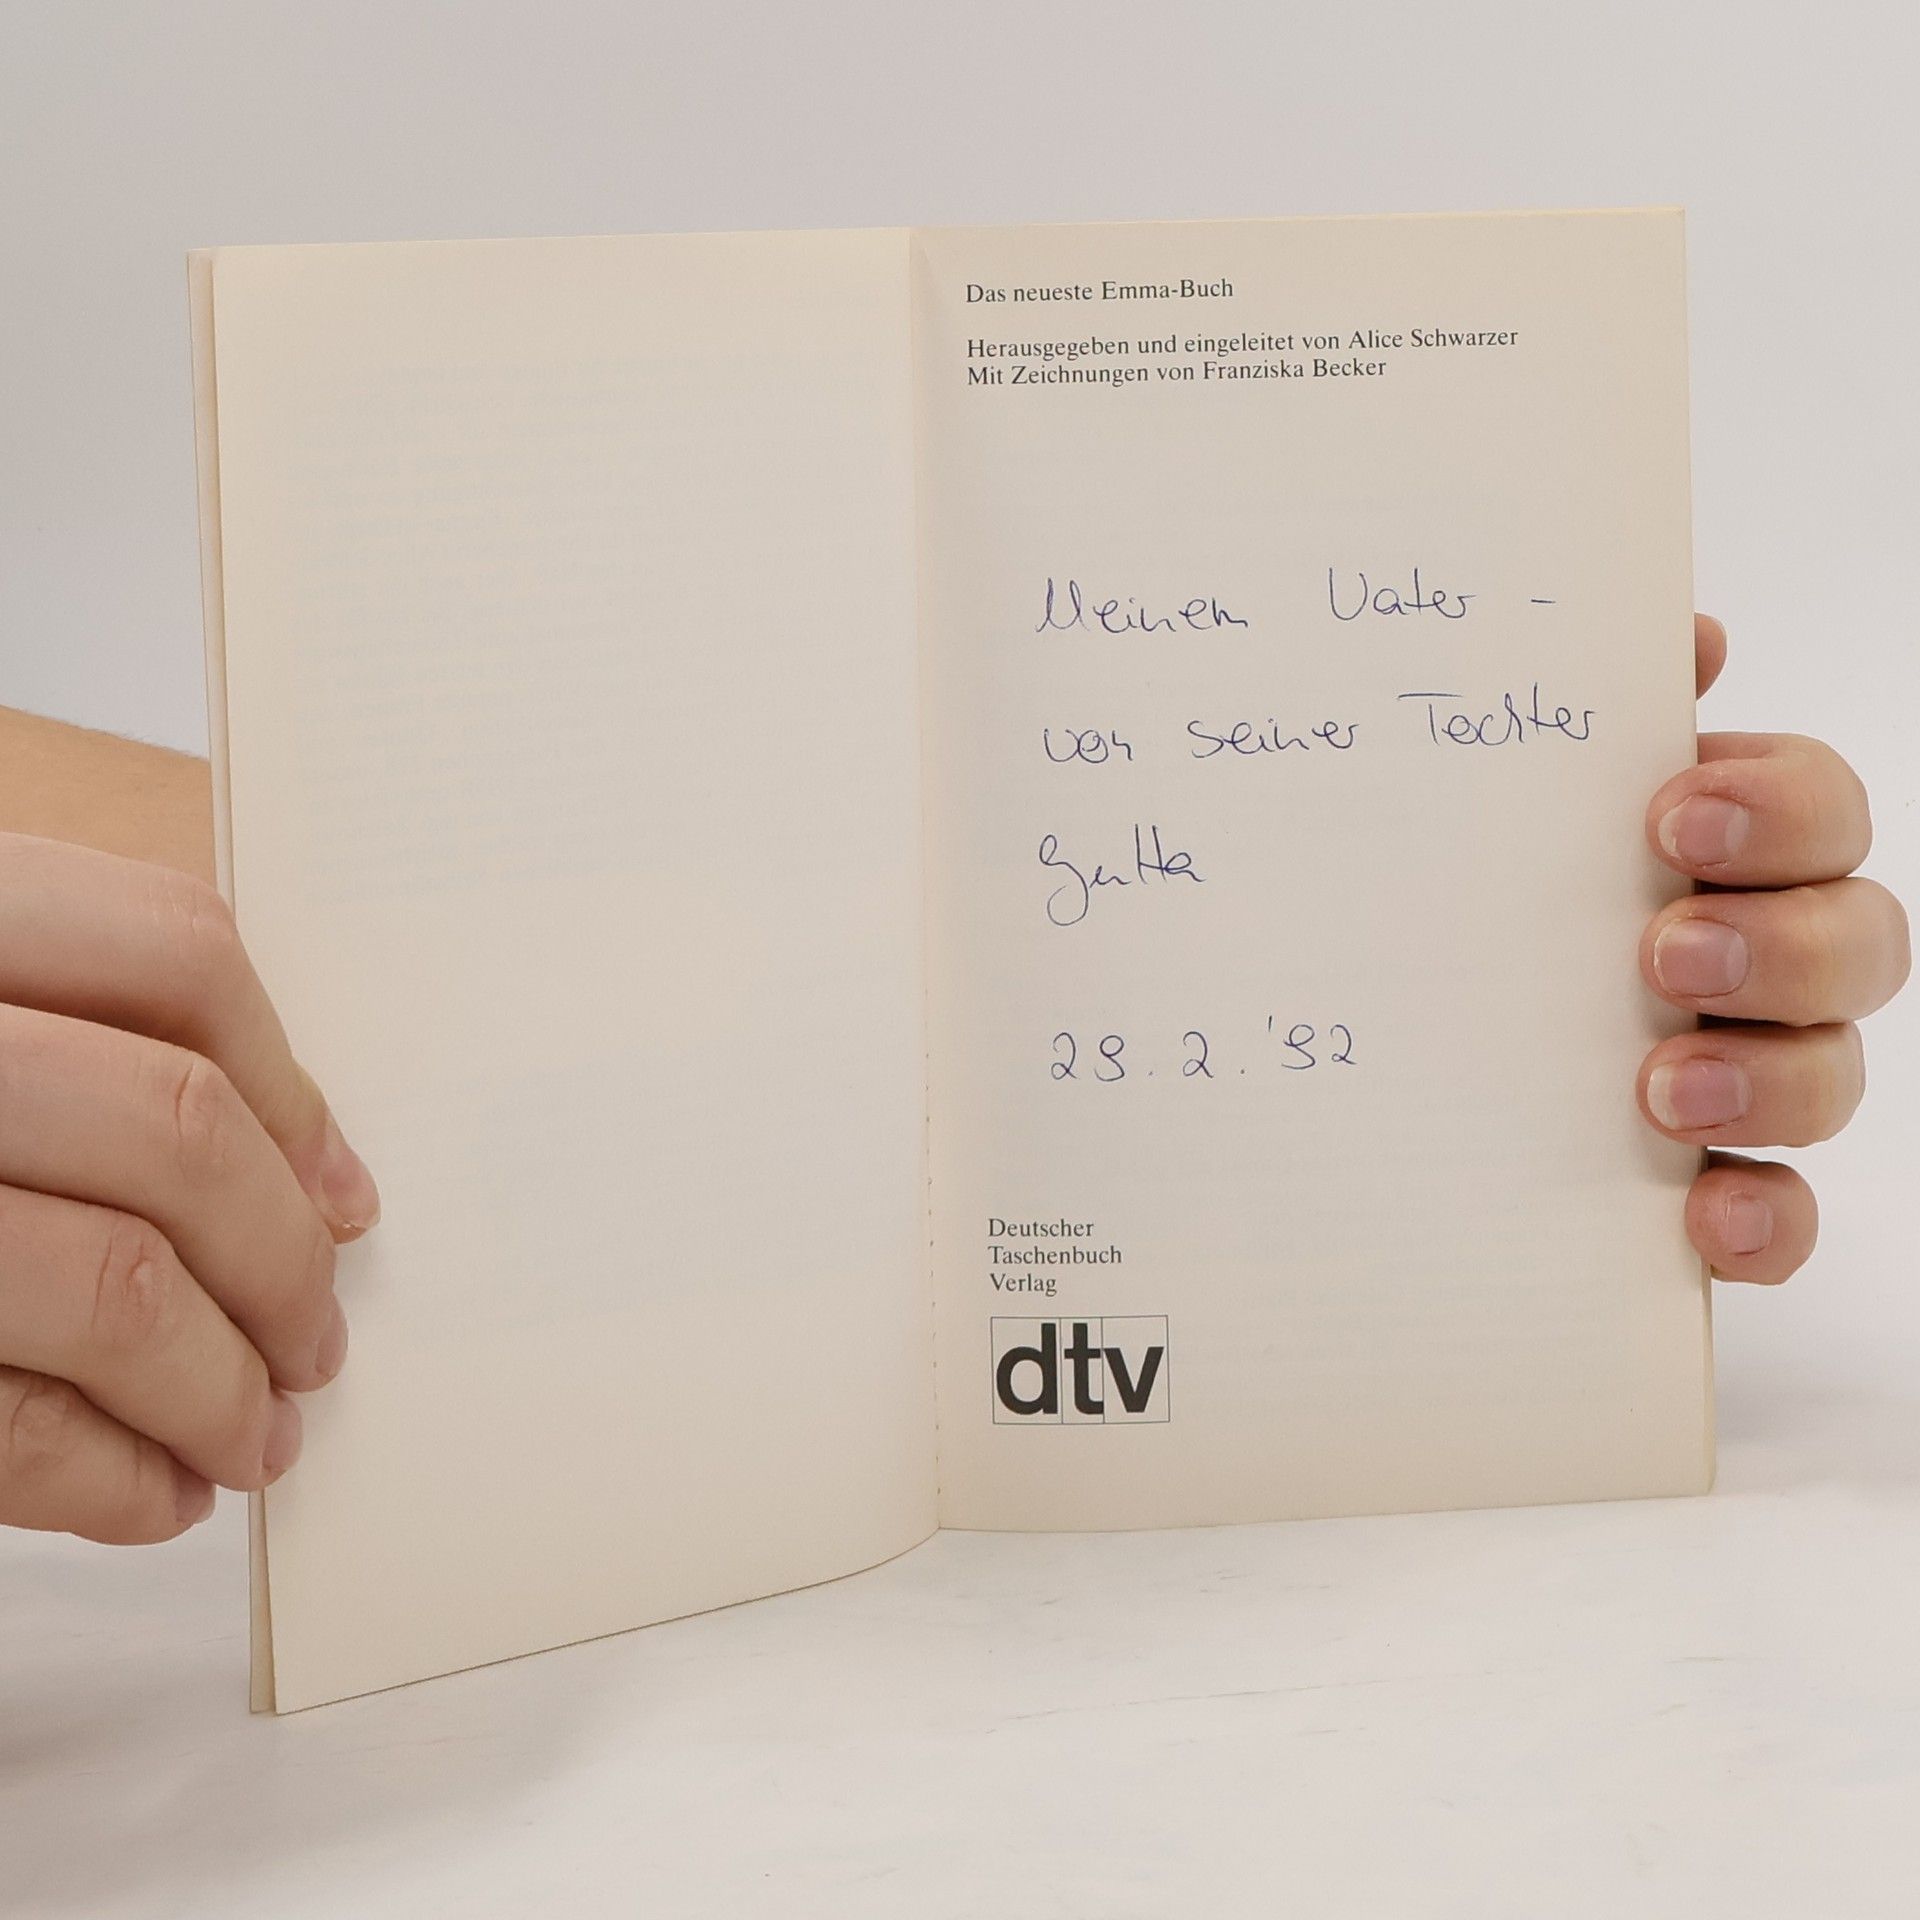 Das neueste Emma-Buch
Herausgegeben und eingeleitet von Alice Schwarzer
Mit Zeichnungen von Franziska Becker
Meinem Vater –
von seiner Tochter
Jutta
29.2.'92
Deutscher
Taschenbuch
Verlag
dtv